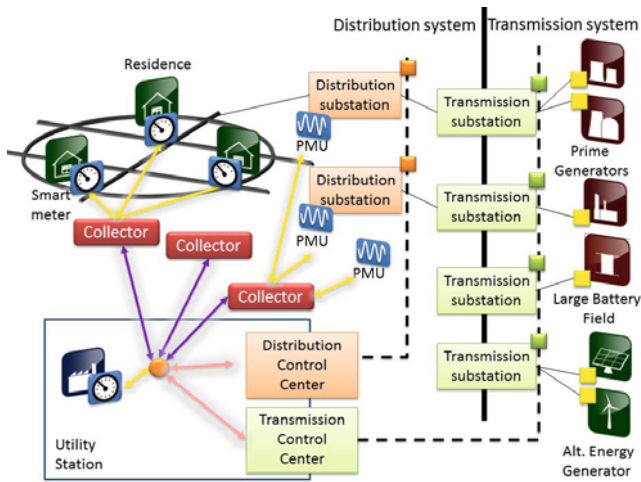 Distribution system
Transmission system
Residence
Distribution
substation
Transmission
substation
PMU
Prime
Generators
Distribution
substation
Transmission
substation
Smart
meter
PMU
PMU
Collector
Collector
Collector
Transmission
substation
Large Battery
Field
Distribution
Control
Center
Transmission
substation
Utility
Station
Transmission
Control
Center
Alt. Energy
Generator